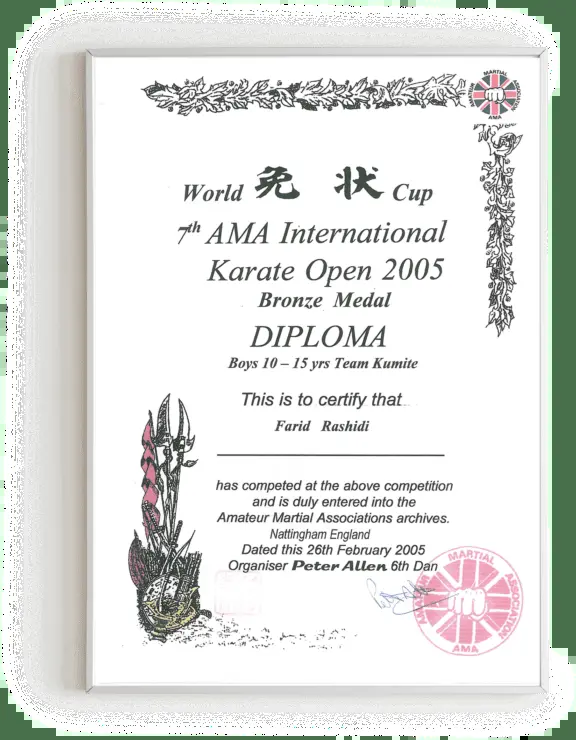 AMATEUR MARTIAL ASSOCIATION
AMA
World 免 状 Cup
7th AMA International
Karate Open 2005
Bronze Medal
DIPLOMA
Boys 10 – 15 yrs Team Kumite
This is to certify that
Farid Rashidi
has competed at the above competition
and is duly entered into the
Amateur Martial Associations archives.
Nattingham England
Dated this 26th February 2005
Organiser Peter Allen 6th Dan
AMATEUR MARTIAL ASSOCIATION
AMA